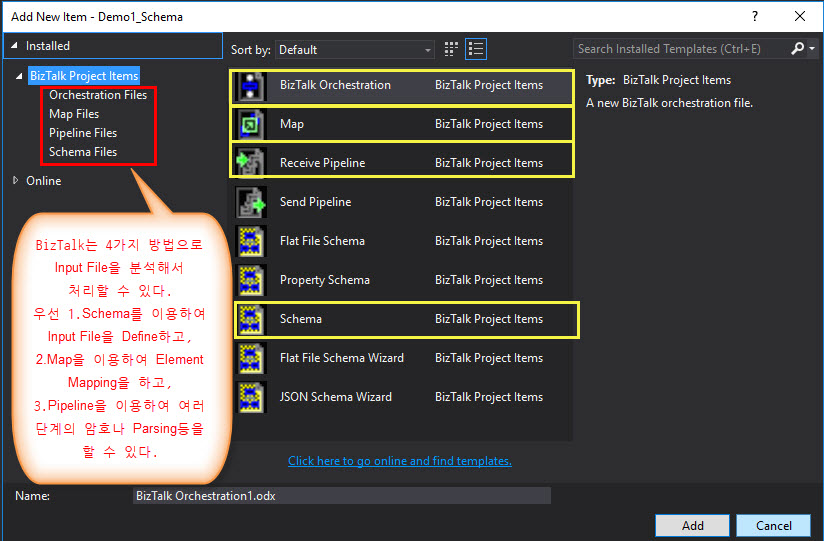 Add New Item - Demo1_Schema
?
Installed
Sort by:
Default
Search Installed Templates (Ctrl+E)
BizTalk Project Items
Orchestration Files
Map Files
Pipeline Files
Schema Files
Online
BizTalk는 4가지 방법으로
Input File을 분석해서
처리할 수 있다.
우선 1.Schema를 이용하여
Input File을 Define하고,
2.Map을 이용하여 Element
Mapping을 하고,
3.Pipeline을 이용하여 여러
단계의 암호나 Parsing등을
할 수 있다.
BizTalk Orchestration BizTalk Project Items
Map BizTalk Project Items
Receive Pipeline BizTalk Project Items
Send Pipeline BizTalk Project Items
Flat File Schema BizTalk Project Items
Property Schema BizTalk Project Items
Schema BizTalk Project Items
Flat File Schema Wizard BizTalk Project Items
JSON Schema Wizard BizTalk Project Items
Click here to go online and find templates.
Type: BizTalk Project Items
A new BizTalk orchestration file.
Name: BizTalk Orchestration1.odx
Add
Cancel